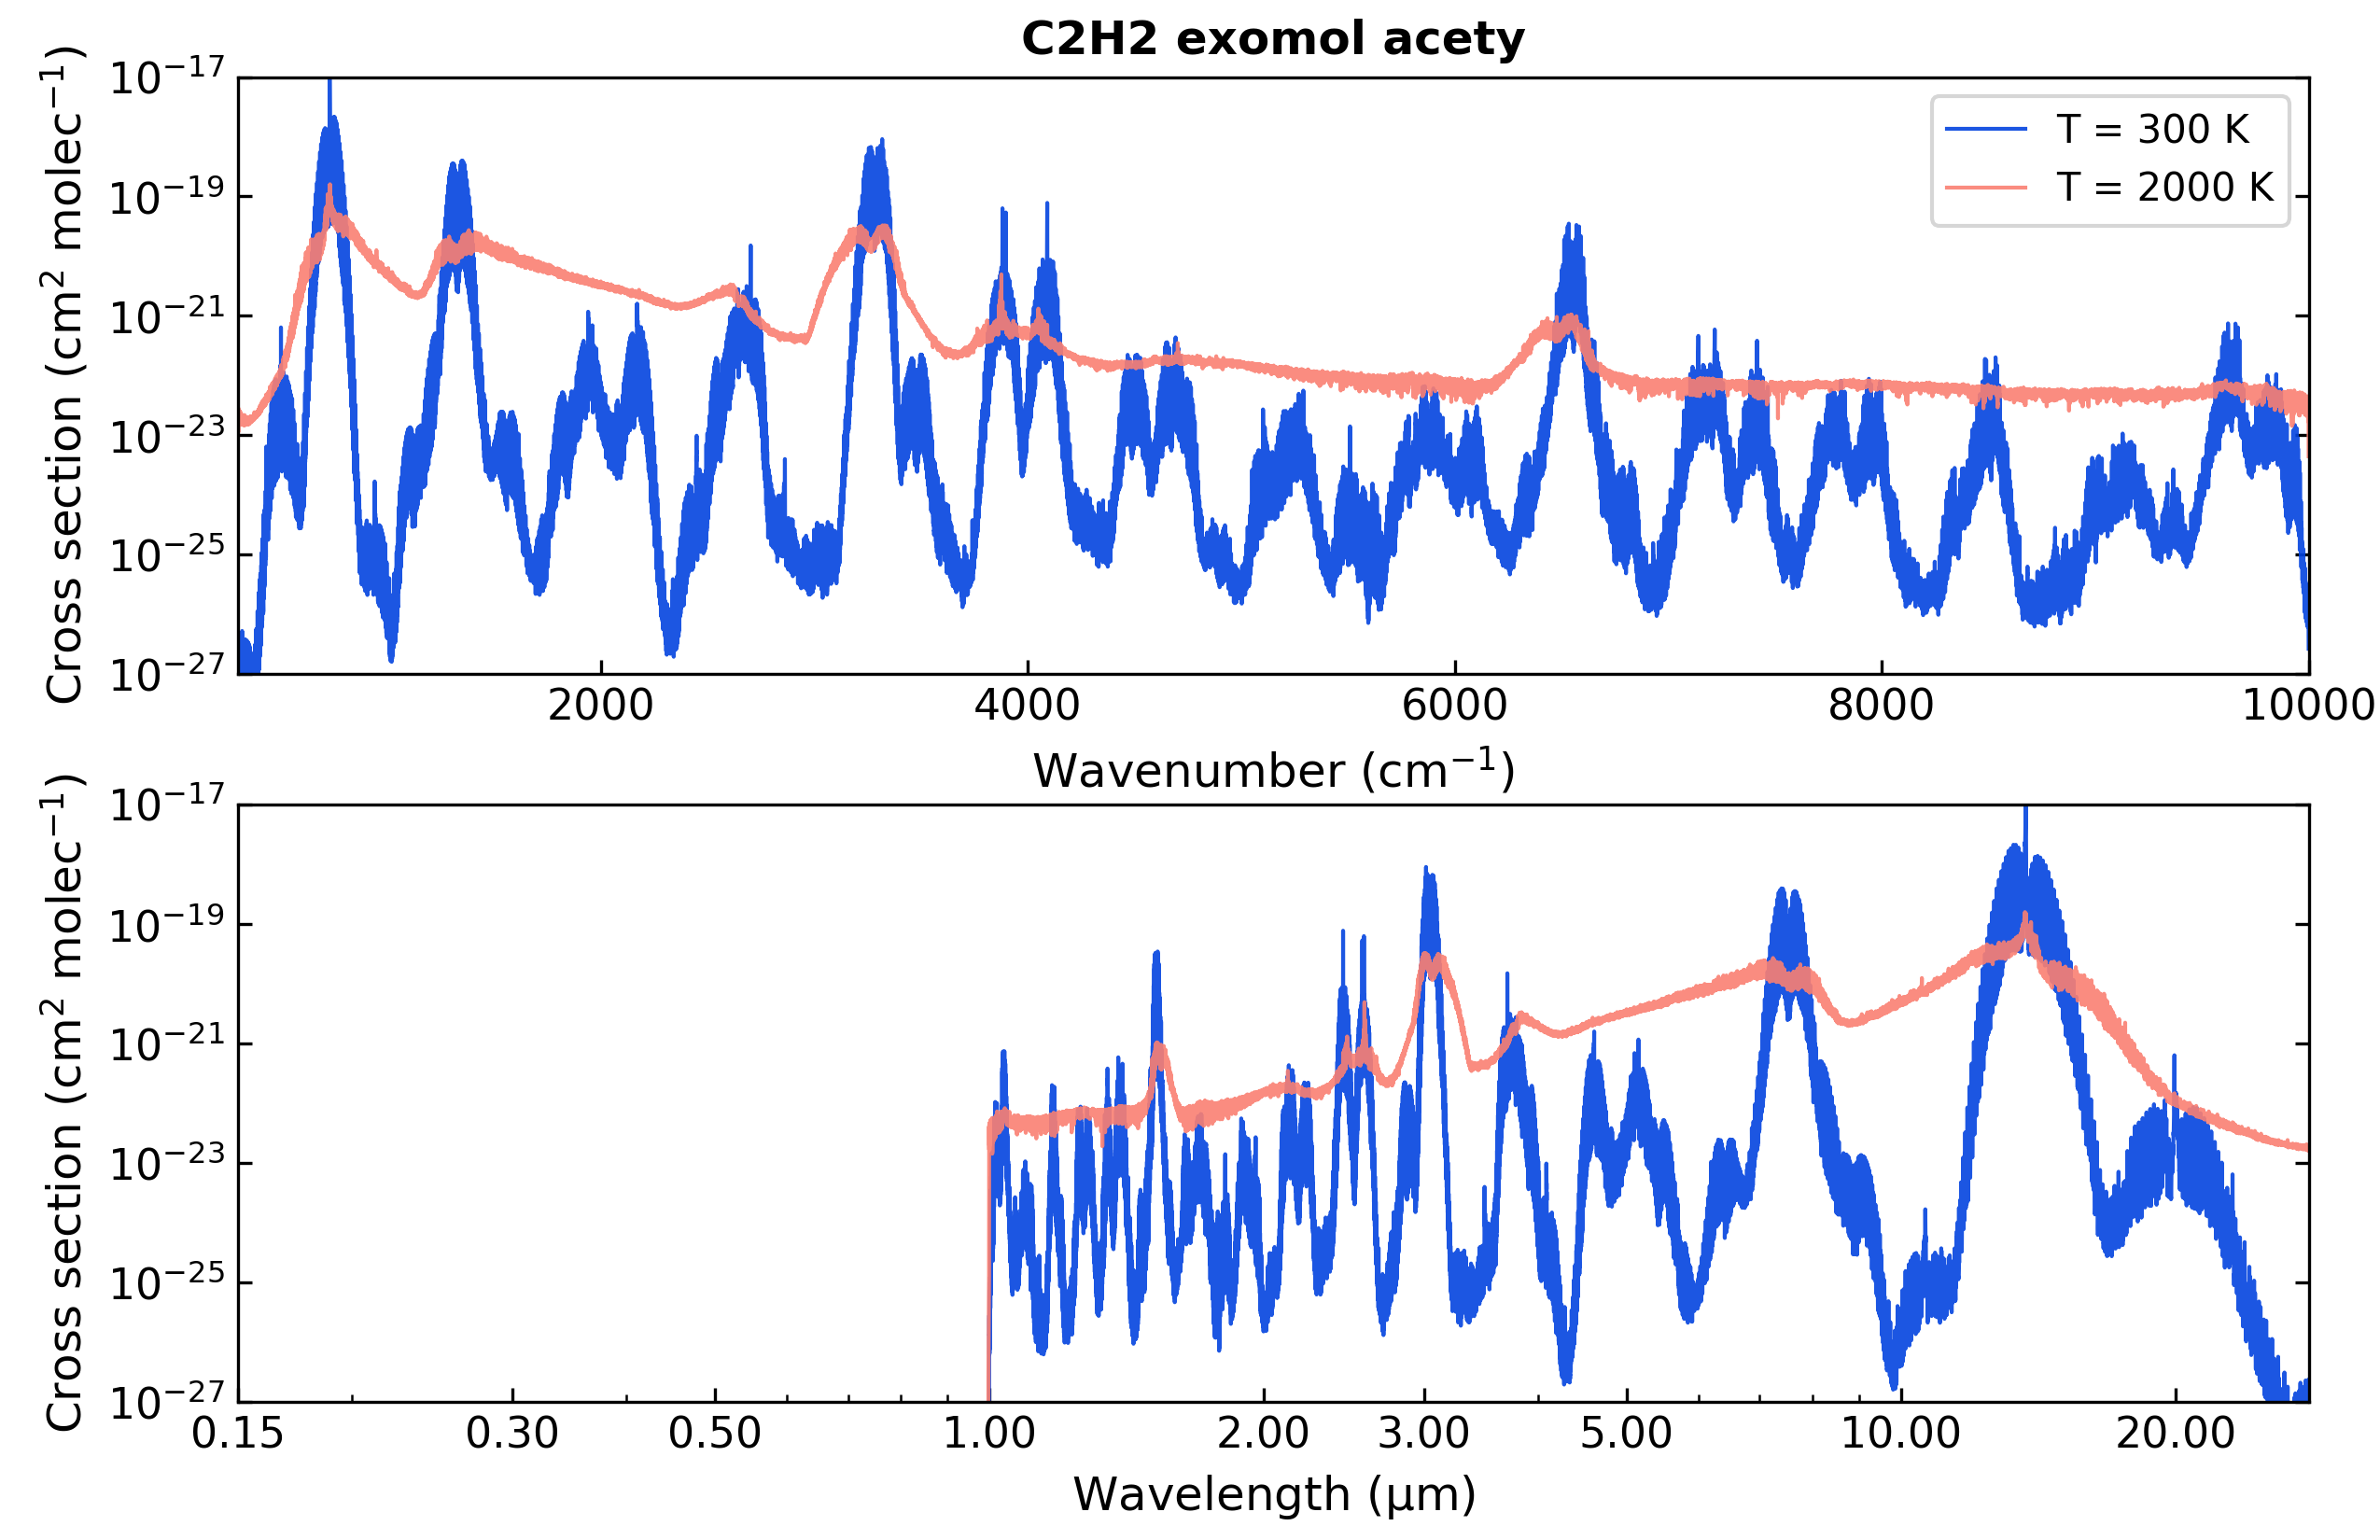 C2H2 exomol acety
Cross section (cm² molec⁻¹)
10⁻¹⁷
10⁻¹⁹
10⁻²¹
10⁻²³
10⁻²⁵
10⁻²⁷
T = 300 K
T = 2000 K
2000 4000 6000 8000 10000
Wavenumber (cm⁻¹)
Cross section (cm² molec⁻¹)
10⁻¹⁷
10⁻¹⁹
10⁻²¹
10⁻²³
10⁻²⁵
10⁻²⁷
0.15 0.30 0.50 1.00 2.00 3.00 5.00 10.00 20.00
Wavelength (µm)